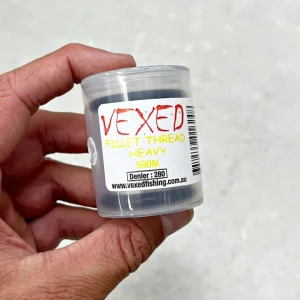 VEXED
FILLET THREAD
HEAVY
500M
Denier : 280
www.vexedfishing.com.au